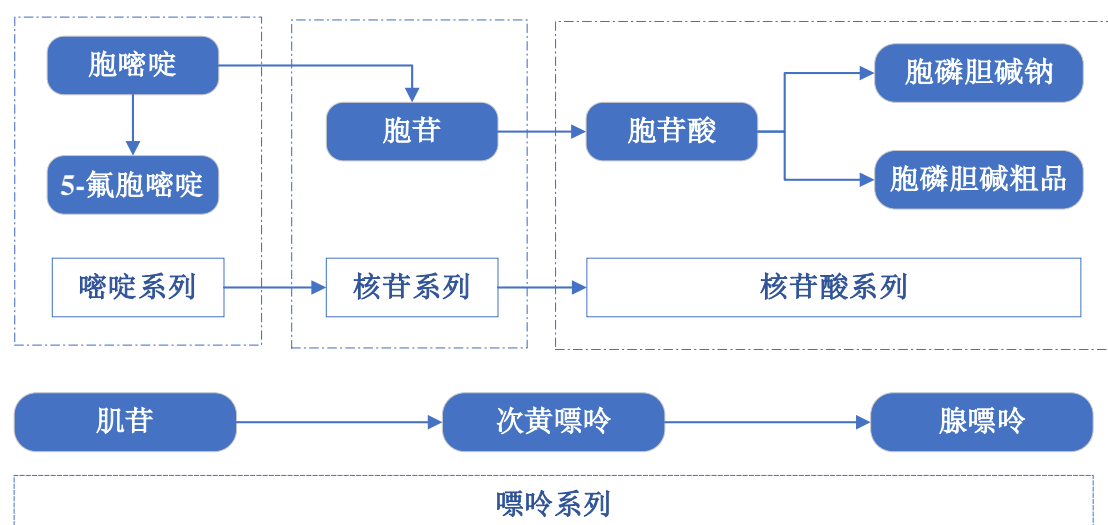 胞嘧啶
5-氟胞嘧啶
胞苷
胞苷酸
胞磷胆碱钠
胞磷胆碱粗品
嘧啶系列
核苷系列
核苷酸系列
肌苷
次黄嘌呤
腺嘌呤
嘌呤系列